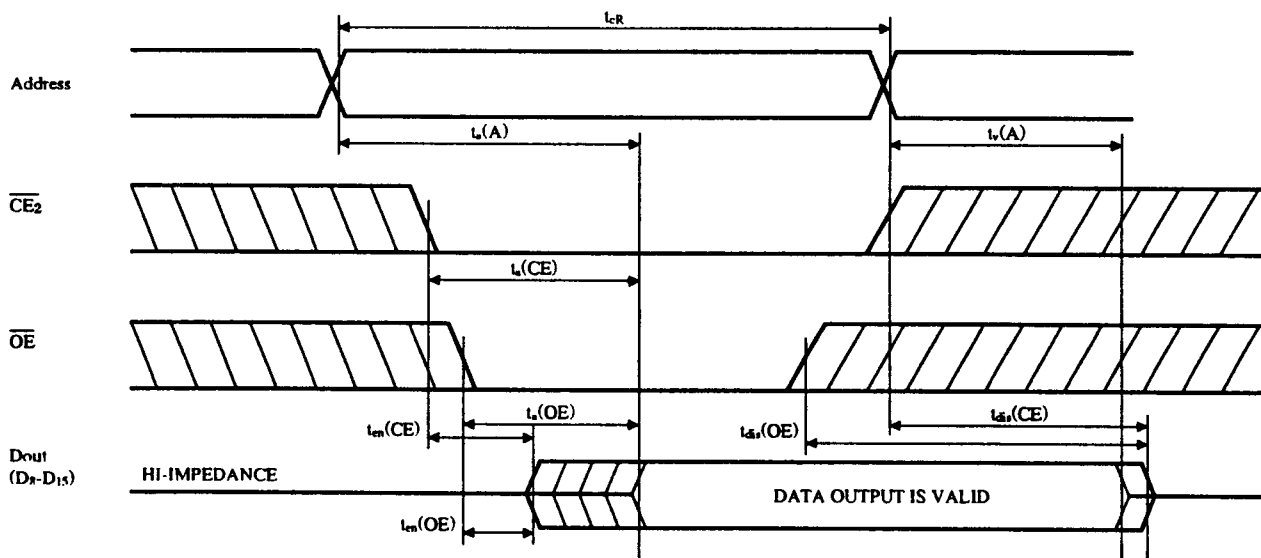 tcR
Address
ta(A)
tv(A)
CE2
ta(CE)
OE
ta(OE)
ten(CE)
tdis(CE)
tdis(OE)
Dout
(D8-D15)
HI-IMPEDANCE
DATA OUTPUT IS VALID
ten(OE)